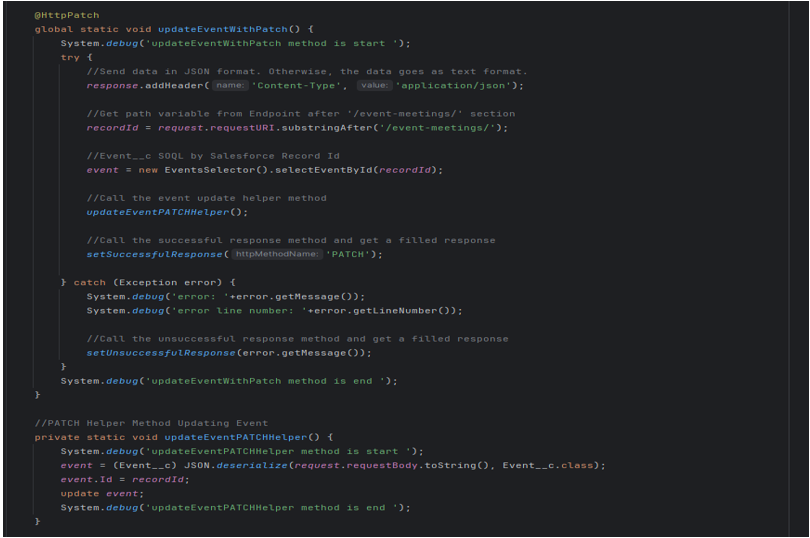 @HttpPatch
global static void updateEventWithPatch() {
System.debug('updateEventWithPatch method is start ');
try {
//Send data in JSON format. Otherwise, the data goes as text format.
response.addHeader( name: 'Content-Type', value: 'application/json');
//Get path variable from Endpoint after '/event-meetings/' section
recordId = request.requestURI.substringAfter('/event-meetings/');
//Event__c SOQL by Salesforce Record Id
event = new EventsSelector().selectEventById(recordId);
//Call the event update helper method
updateEventPATCHHelper();
//Call the successful response method and get a filled response
setSuccessfulResponse( httpMethodName: 'PATCH');
} catch (Exception error) {
System.debug('error: '+error.getMessage());
System.debug('error line number: '+error.getLineNumber());
//Call the unsuccessful response method and get a filled response
setUnsuccessfulResponse(error.getMessage());
}
System.debug('updateEventWithPatch method is end ');
}
//PATCH Helper Method Updating Event
private static void updateEventPATCHHelper() {
System.debug('updateEventPATCHHelper method is start ');
event = (Event__c) JSON.deserialize(request.requestBody.toString(), Event__c.class);
event.Id = recordId;
update event;
System.debug('updateEventPATCHHelper method is end ');
}